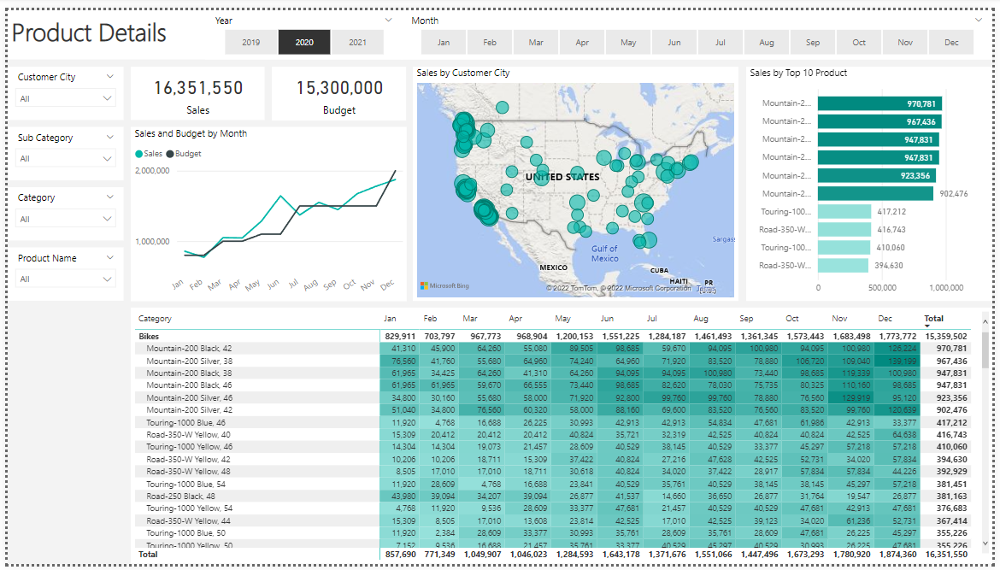 Product Details
Year
2019 2020 2021
Month
Jan Feb Mar Apr May Jun Jul Aug Sep Oct Nov Dec
Customer City
All
Sub Category
All
Category
All
Product Name
All
16,351,550
Sales
15,300,000
Budget
Sales and Budget by Month
Sales Budget
2,000,000
1,000,000
Jan Feb Mar Apr May Jun Jul Aug Sep Oct Nov Dec
Sales by Customer City
UNITED STATES
Gulf of
Mexico
MEXICO
CUBA
HAITI
PR
Sargass
Microsoft Bing
© 2022 TomTom, © 2022 Microsoft Corporation Terms
Sales by Top 10 Product
Mountain-2... 970,781
Mountain-2... 967,436
Mountain-2... 947,831
Mountain-2... 947,831
Mountain-2... 923,356
Mountain-2... 902,476
Touring-100... 417,212
Road-350-W... 416,743
Touring-100... 410,060
Road-350-W... 394,630
0 500,000 1,000,000
Category Jan Feb Mar Apr May Jun Jul Aug Sep Oct Nov Dec Total
Bikes 829,911 703,797 967,773 968,904 1,200,153 1,551,225 1,284,187 1,461,493 1,361,345 1,573,443 1,683,498 1,773,772 15,359,502
Mountain-200 Black, 42 41,310 45,900 64,260 55,080 89,505 98,685 59,670 94,095 100,980 94,095 100,980 126,224 970,781
Mountain-200 Silver, 38 76,560 41,760 55,680 64,960 74,240 64,960 71,920 83,520 78,880 106,720 109,040 139,199 967,436
Mountain-200 Black, 38 61,965 34,425 64,260 41,310 64,260 94,095 94,095 100,980 73,440 98,685 119,339 100,980 947,831
Mountain-200 Black, 46 61,965 61,965 59,670 66,555 73,440 98,685 82,620 78,030 75,735 80,325 110,160 98,685 947,831
Mountain-200 Silver, 46 34,800 30,160 55,680 58,000 71,920 92,800 99,760 99,760 78,880 76,560 129,919 95,120 923,356
Mountain-200 Silver, 42 51,040 34,800 76,560 60,320 58,000 88,160 69,600 83,520 76,560 83,520 99,760 120,639 902,476
Touring-1000 Blue, 46 11,920 4,768 16,688 26,225 30,993 42,913 42,913 54,834 47,681 61,986 42,913 33,377 417,212
Road-350-W Yellow, 40 15,309 20,412 20,412 20,412 40,824 35,721 32,319 42,525 40,824 40,824 42,525 64,638 416,743
Touring-1000 Yellow, 46 14,304 14,304 19,073 21,457 28,609 40,529 38,145 40,529 33,377 45,297 57,218 57,218 410,060
Road-350-W Yellow, 42 10,206 10,206 18,711 15,309 37,422 40,824 27,216 47,628 42,525 52,731 34,020 57,834 394,630
Road-350-W Yellow, 48 8,505 17,010 17,010 18,711 30,618 40,824 34,020 37,422 28,917 57,834 57,834 44,226 392,929
Touring-1000 Blue, 54 11,920 28,609 4,768 16,688 23,841 40,529 35,761 40,529 38,145 38,145 45,297 57,218 381,451
Road-250 Black, 48 43,980 39,094 34,207 39,094 26,877 41,537 14,660 36,650 26,877 31,764 19,547 26,877 381,163
Touring-1000 Yellow, 54 4,768 11,920 9,536 28,609 33,377 47,681 21,457 40,529 40,529 47,681 42,913 47,681 376,683
Road-350-W Yellow, 44 15,309 8,505 17,010 13,608 23,814 42,525 17,010 42,525 39,123 34,020 61,236 52,731 367,414
Touring-1000 Blue, 50 11,920 2,384 28,609 33,377 30,993 35,761 28,609 35,761 28,609 47,681 26,225 45,297 355,226
Touring-1000 Yellow, 50 7,152 9,536 16,688 21,457 35,761 33,377 40,529 45,297 40,529 30,993 26,225 47,681 355,226
Total 857,690 771,349 1,049,907 1,046,023 1,284,593 1,643,178 1,371,676 1,551,066 1,447,496 1,673,293 1,780,920 1,874,360 16,351,550